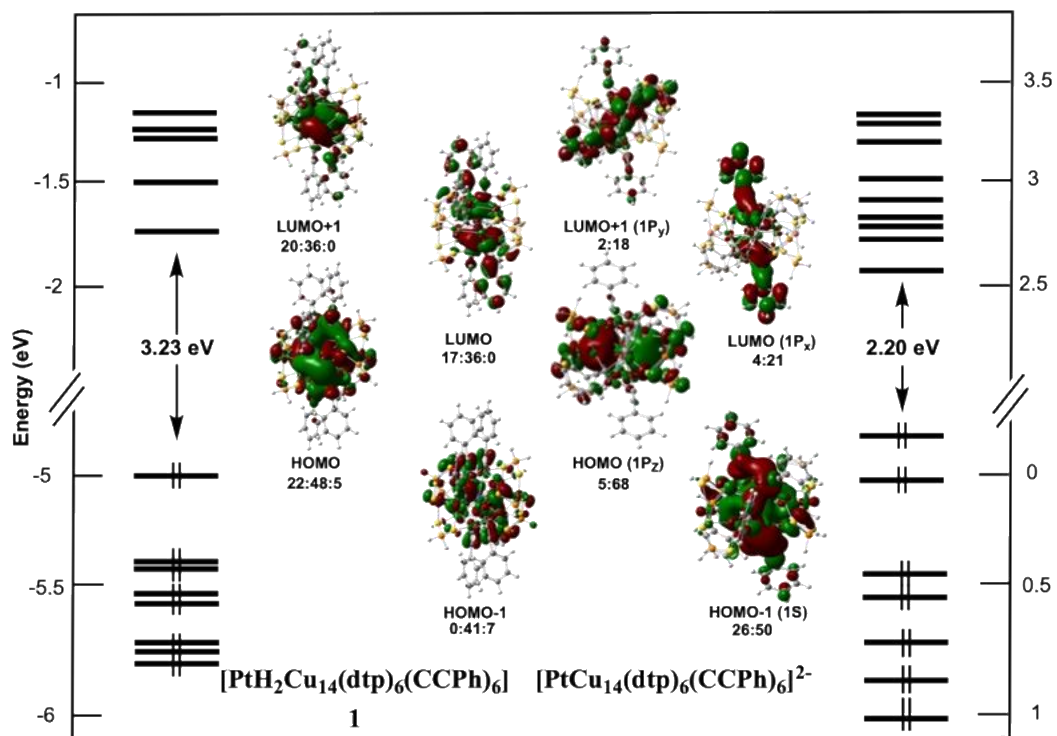 Energy (eV)
-1
-1.5
-2
-5
-5.5
-6
3.23 eV
LUMO+1
20:36:0
LUMO
17:36:0
HOMO
22:48:5
HOMO-1
0:41:7
LUMO+1 (1Py)
2:18
LUMO (1Px)
4:21
HOMO (1PZ)
5:68
HOMO-1 (1S)
26:50
2.20 eV
3.5
3
2.5
0
0.5
1
[PtH2Cu14(dtp)6(CCPh)6]
1
[PtCu14(dtp)6(CCPh)6]2-